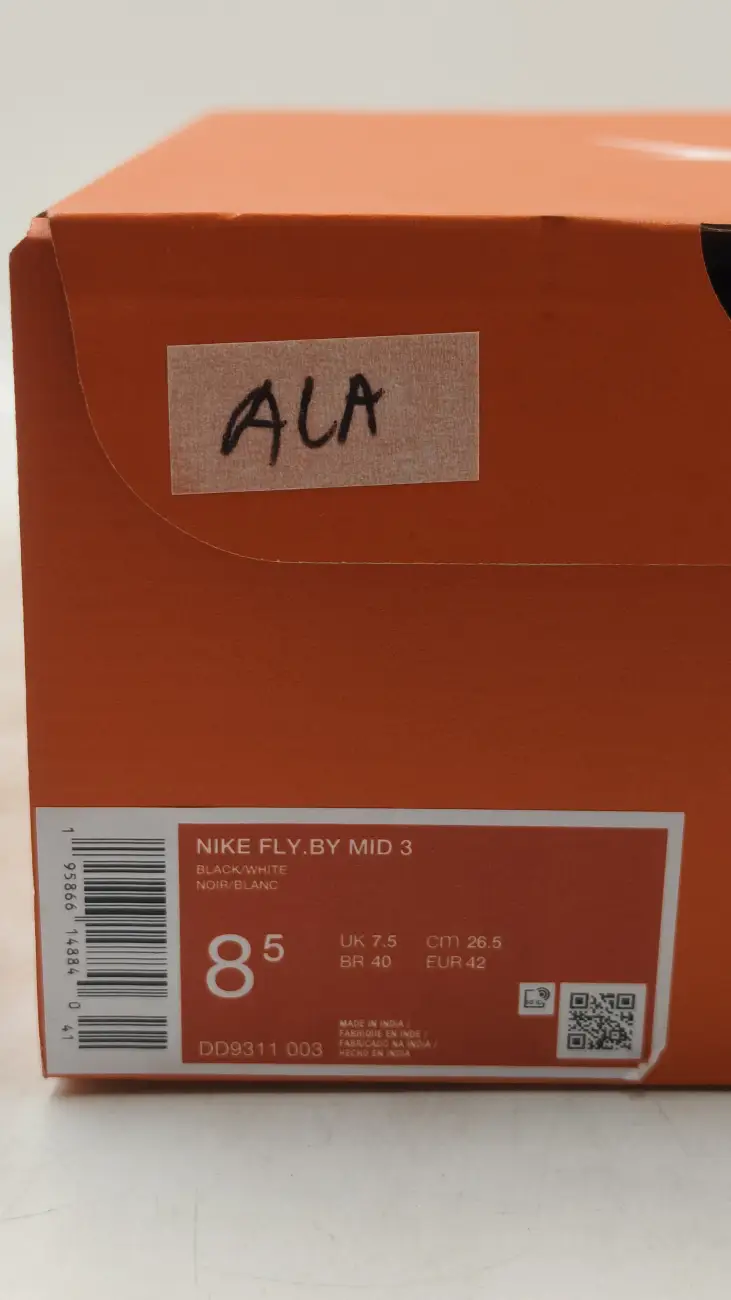 ALA
NIKE FLY.BY MID 3
BLACK/WHITE
NOIR/BLANC
8 5
UK 7.5 cm 26.5
BR 40 EUR 42
DD9311 003
MADE IN INDIA /
FABRIQUE EN INDE /
FABRICADO NA INDIA /
HECHO EN INDIA
1 95866 14884 0 41